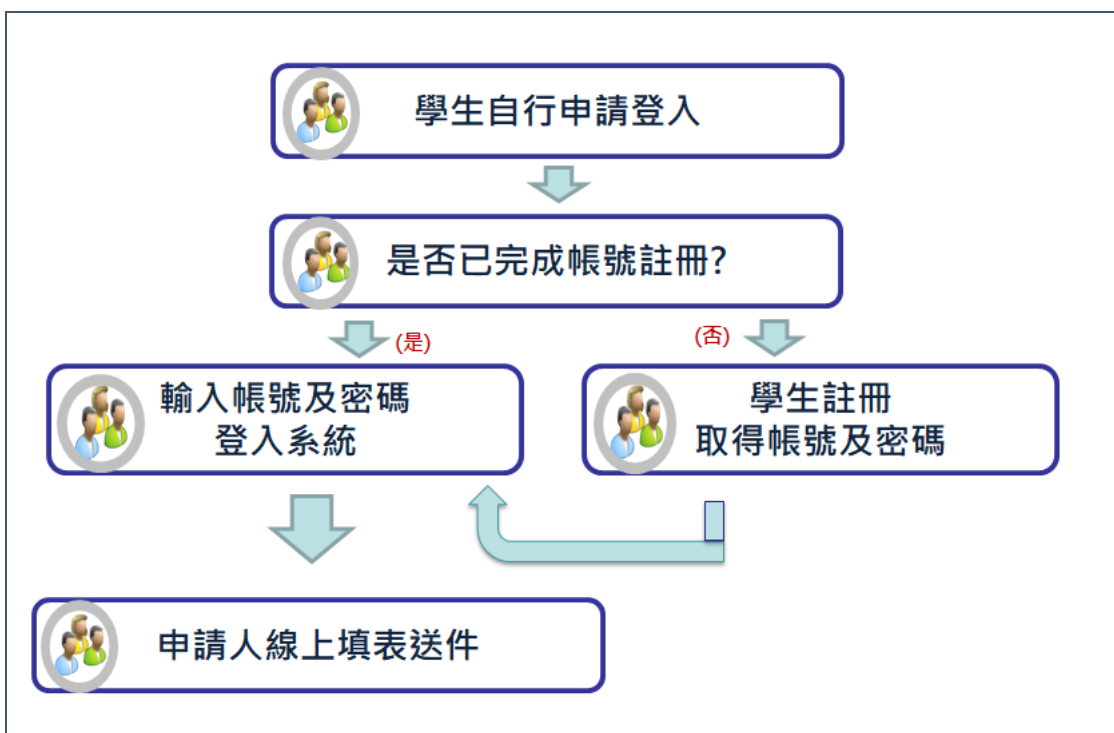 學生自行申請登入
是否已完成帳號註冊?
(是)
(否)
輸入帳號及密碼
登入系統
學生註冊
取得帳號及密碼
申請人線上填表送件